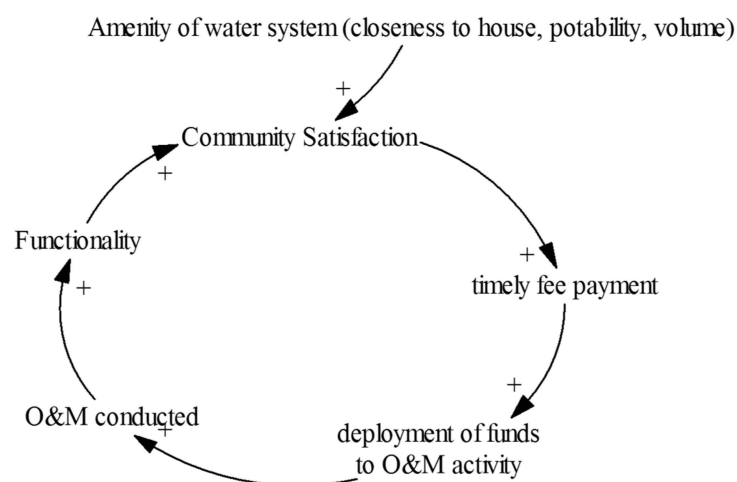 Amenity of water system (closeness to house, potability, volume)
+
Community Satisfaction
+
Functionality
+
timely fee payment
+
+
O&M conducted
+
deployment of funds
to O&M activity